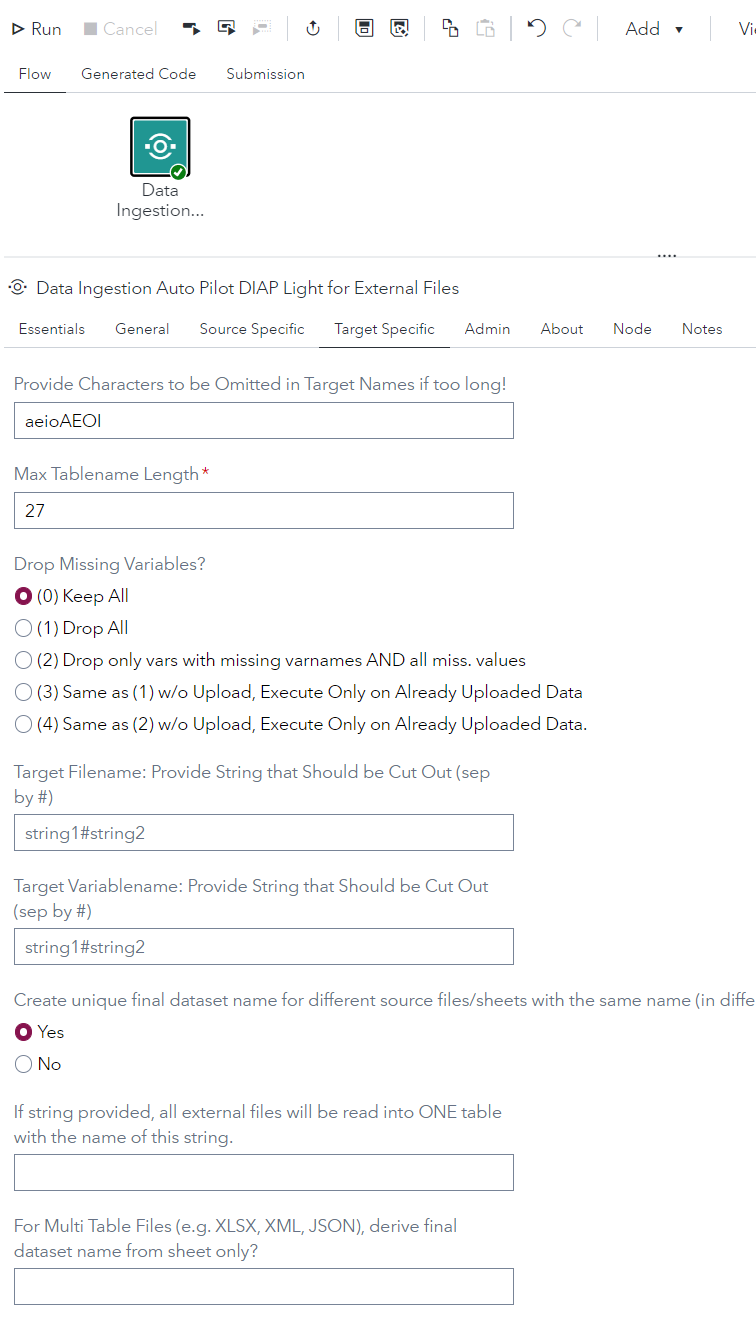 Run Cancel Add
Flow Generated Code Submission
Data
Ingestion...
Data Ingestion Auto Pilot DIAP Light for External Files
Essentials General Source Specific Target Specific Admin About Node Notes
Provide Characters to be Omitted in Target Names if too long!
aeioAEOI
Max Tablename Length*
27
Drop Missing Variables?
(0) Keep All
(1) Drop All
(2) Drop only vars with missing varnames AND all miss. values
(3) Same as (1) w/o Upload, Execute Only on Already Uploaded Data
(4) Same as (2) w/o Upload, Execute Only on Already Uploaded Data.
Target Filename: Provide String that Should be Cut Out (sep
by #)
string1#string2
Target Variablename: Provide String that Should be Cut Out
(sep by #)
string1#string2
Create unique final dataset name for different source files/sheets with the same name (in diffe
Yes
No
If string provided, all external files will be read into ONE table
with the name of this string.
For Multi Table Files (e.g. XLSX, XML, JSON), derive final
dataset name from sheet only?